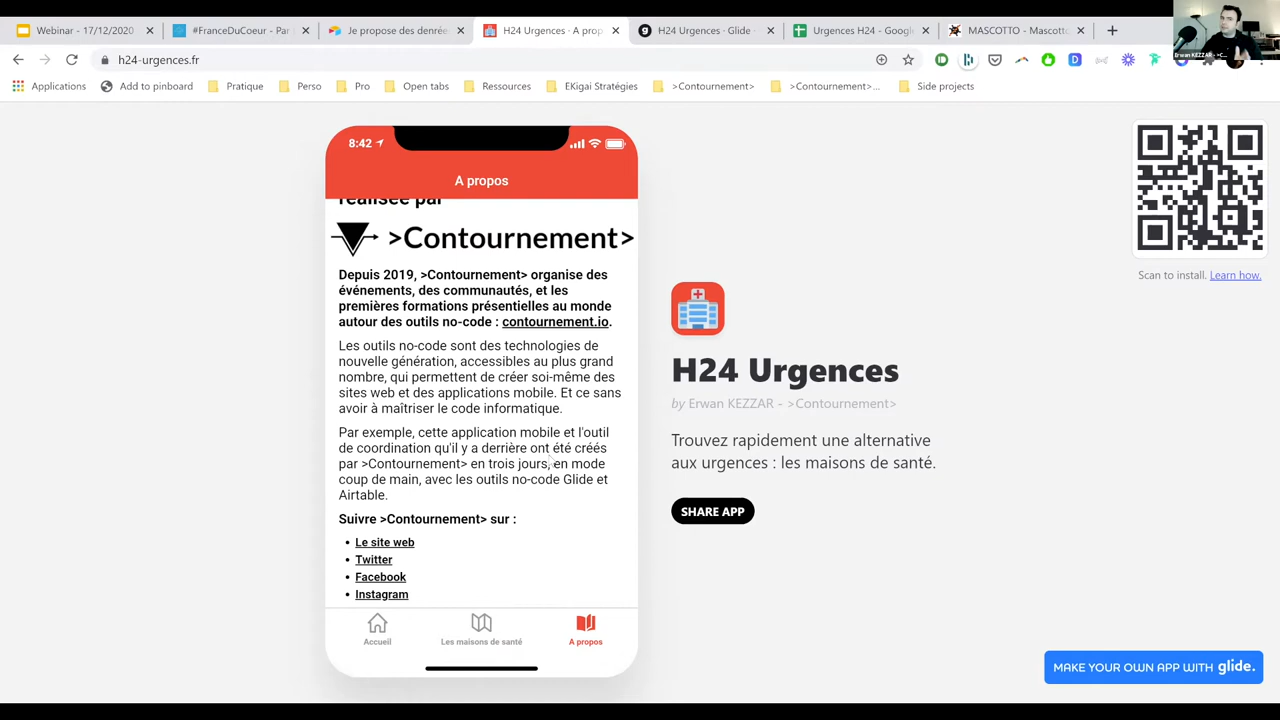 Webinar - 17/12/2020
#FranceDuCoeur - Par
Je propose des denrée
H24 Urgences · A prop
H24 Urgences · Glide
Urgences H24 - Google
MASCOTTO - Mascotto
h24-urgences.fr
Applications
Add to pinboard
Pratique
Perso
Pro
Open tabs
Ressources
EKigai Stratégies
>Contournement>
>Contournement>...
Side projects
8:42
A propos
réalisée par
>Contournement>
Depuis 2019, >Contournement> organise des
événements, des communautés, et les
premières formations présentielles au monde
autour des outils no-code : contournement.io.
Les outils no-code sont des technologies de
nouvelle génération, accessibles au plus grand
nombre, qui permettent de créer soi-même des
sites web et des applications mobile. Et ce sans
avoir à maîtriser le code informatique.
Par exemple, cette application mobile et l'outil
de coordination qu'il y a derrière ont été créés
par >Contournement> en trois jours, en mode
coup de main, avec les outils no-code Glide et
Airtable.
Suivre >Contournement> sur :
Le site web
Twitter
Facebook
Instagram
Accueil
Les maisons de santé
A propos
H24 Urgences
by Erwan KEZZAR - >Contournement>
Trouvez rapidement une alternative
aux urgences : les maisons de santé.
SHARE APP
Scan to install. Learn how.
MAKE YOUR OWN APP WITH glide.
Erwan KEZZAR - >C...